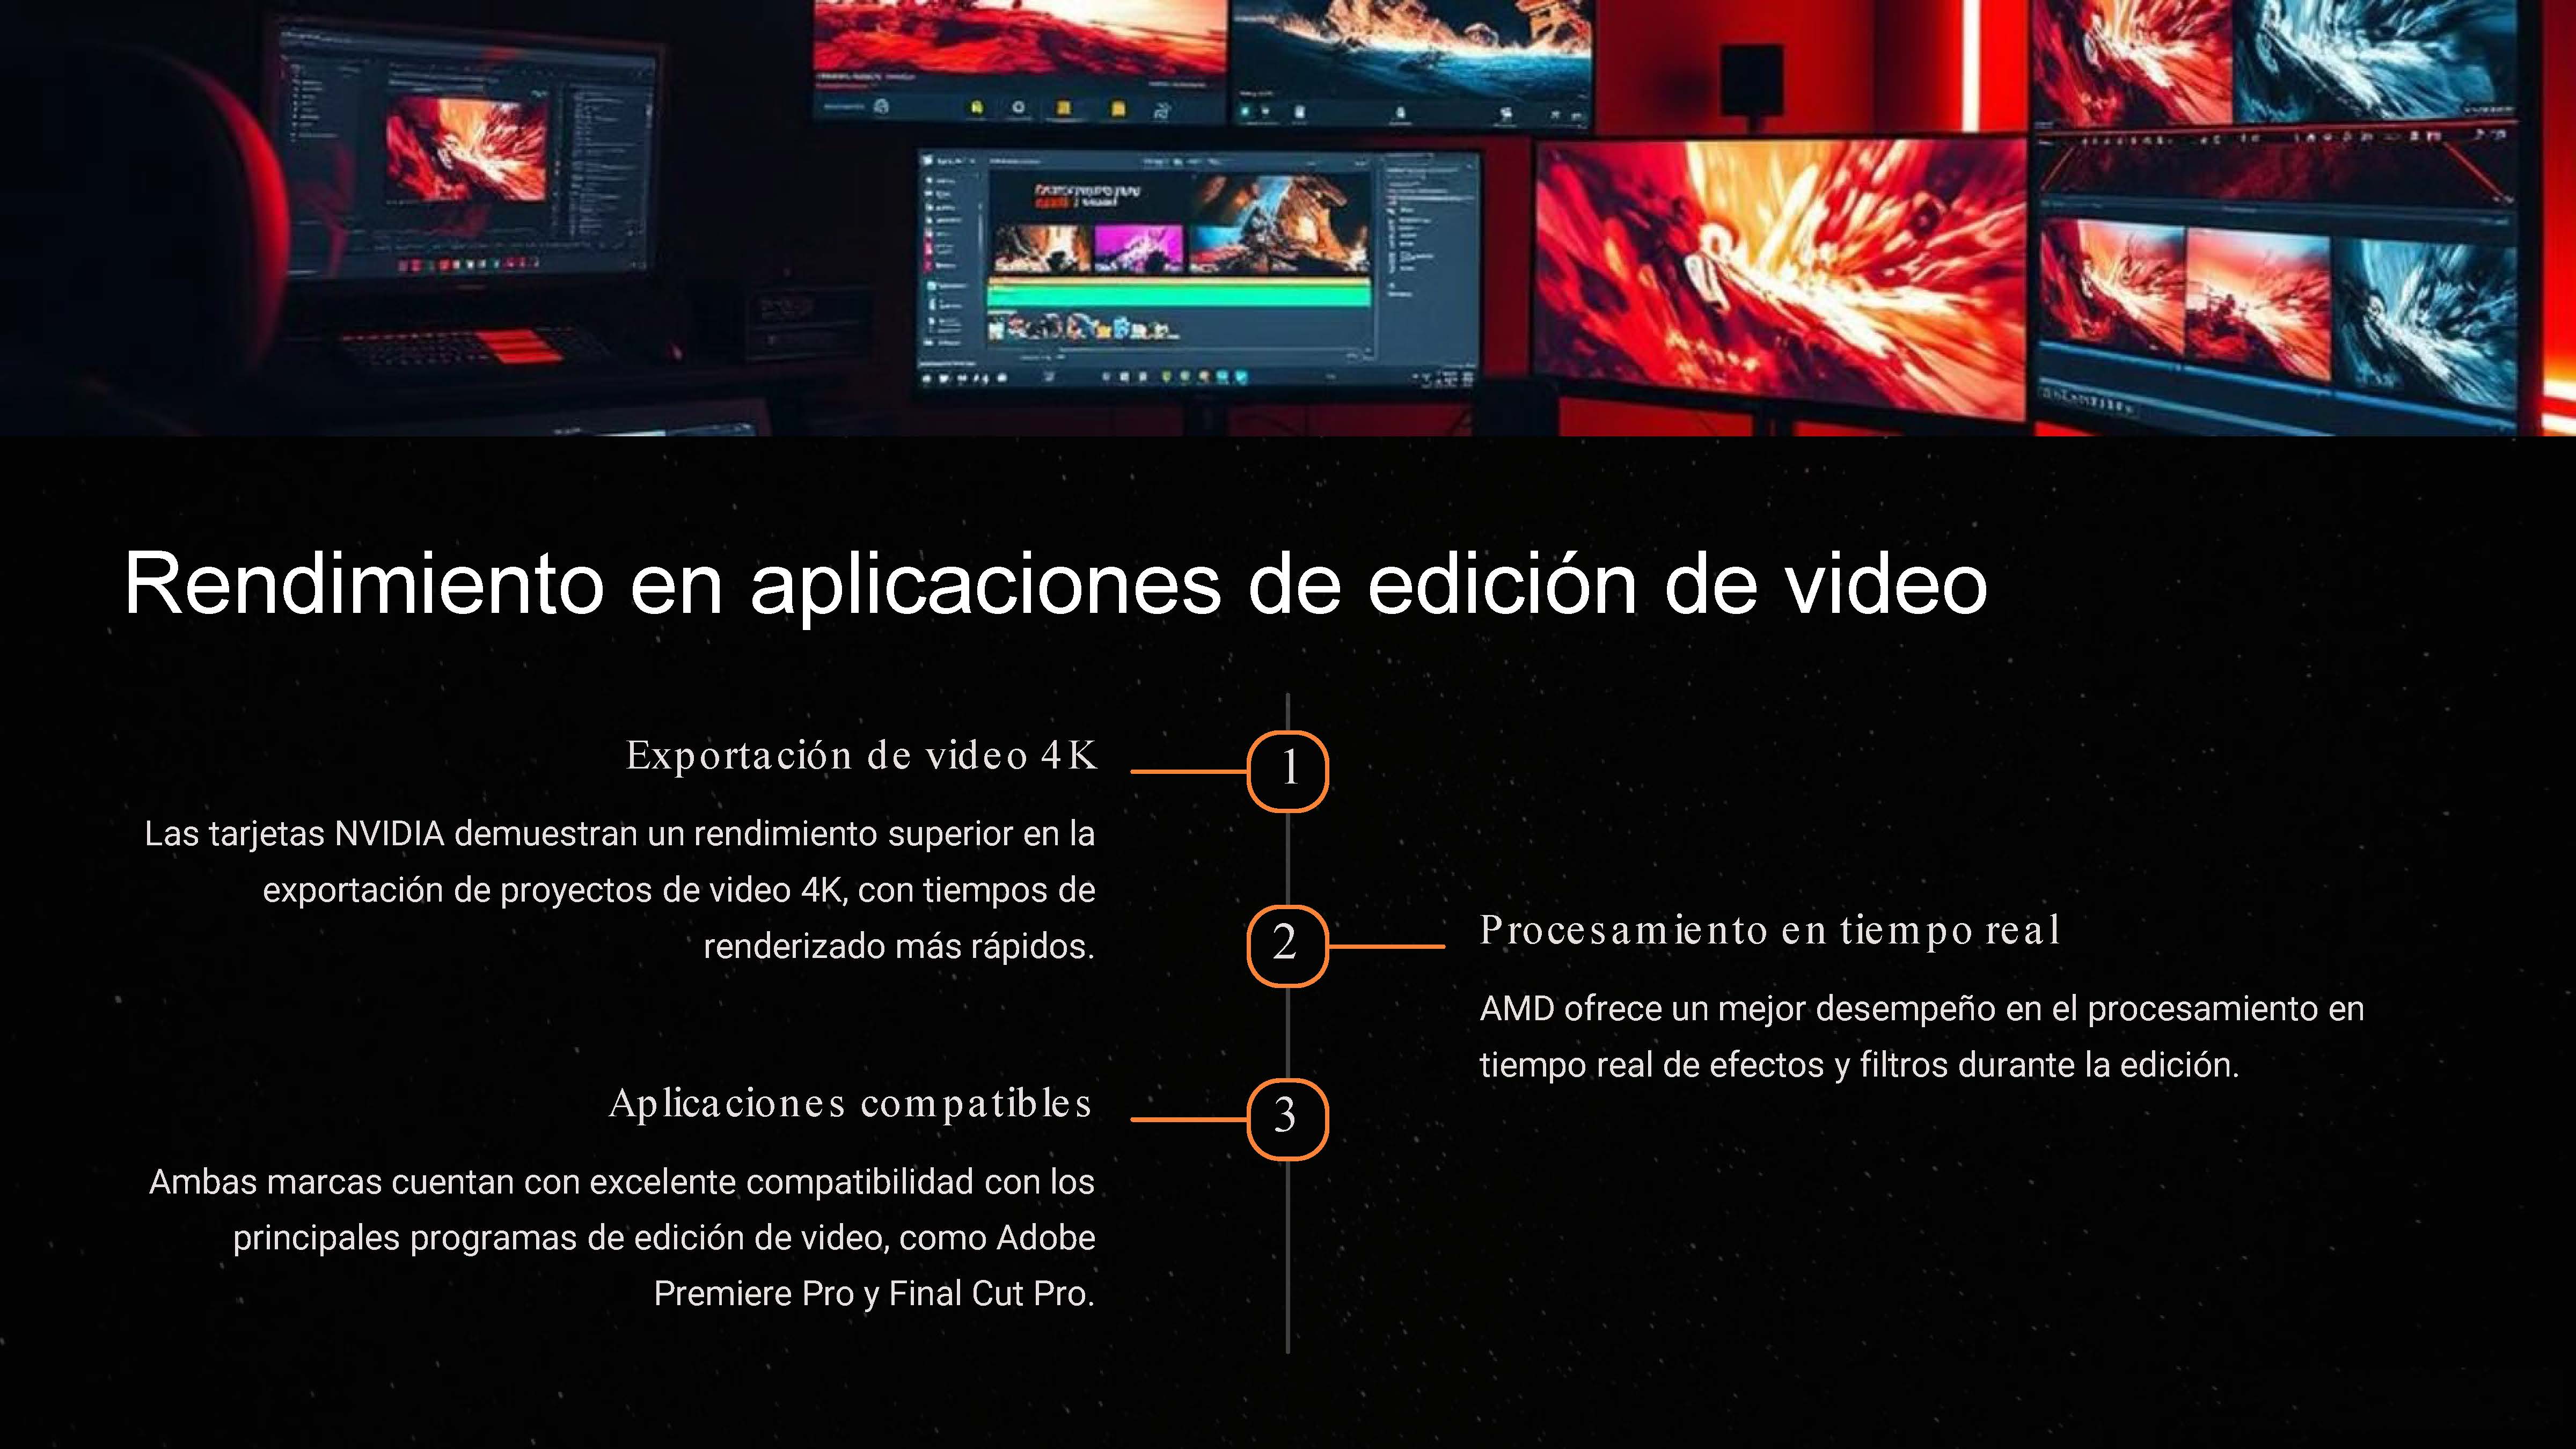 Rendimiento en aplicaciones de edición de video
Exportación de video 4K
1
Las tarjetas NVIDIA demuestran un rendimiento superior en la
exportación de proyectos de video 4K, con tiempos de
renderizado más rápidos.
2
Procesamiento en tiempo real
AMD ofrece un mejor desempeño en el procesamiento en
tiempo real de efectos y filtros durante la edición.
Aplicaciones compatibles
3
Ambas marcas cuentan con excelente compatibilidad con los
principales programas de edición de video, como Adobe
Premiere Pro y Final Cut Pro.